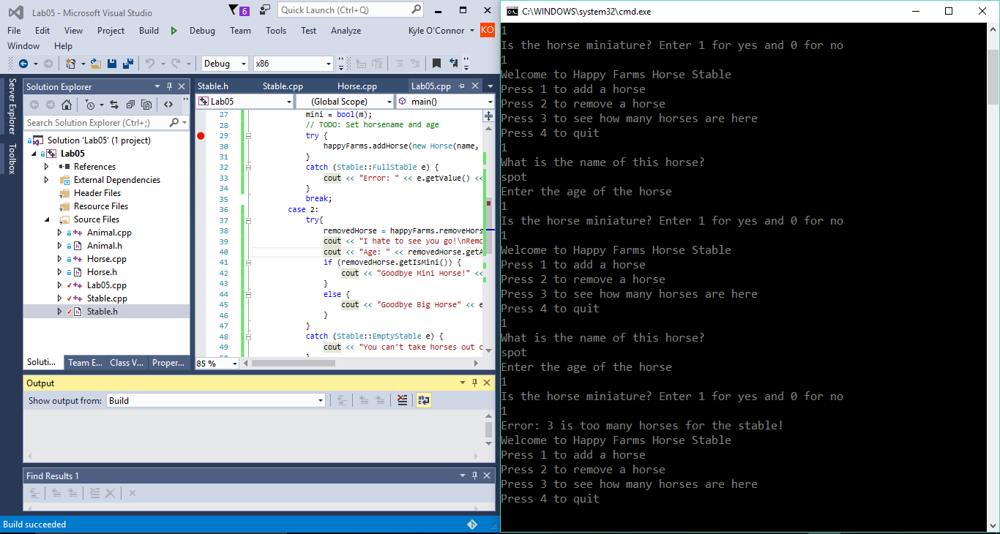 Lab05 - Microsoft Visual Studio
6
Quick Launch (Ctrl+Q)
File Edit View Project Build Debug Team Tools Test Analyze
Kyle O'Connor
KO
Window Help
Debug
x86
Server Explorer
Toolbox
Solution Explorer
Search Solution Explorer (Ctrl+;)
Solution 'Lab05' (1 project)
Lab05
References
External Dependencies
Header Files
Resource Files
Source Files
Animal.cpp
Animal.h
Horse.cpp
Horse.h
Lab05.cpp
Stable.cpp
Stable.h
Soluti... Team E... Class V... Proper...
Stable.h Stable.cpp Horse.cpp Lab05.cpp
Lab05 (Global Scope) main()
27 mini = bool(m);
28 // TODO: Set horsename and age
29 try {
30 happyFarms.addHorse(new Horse(name,
31 }
32 catch (Stable::FullStable e) {
33 cout << "Error: " << e.getValue() <<
34 }
35 break;
36 case 2:
37 try{
38 removedHorse = happyFarms.removeHors
39 cout << "I hate to see you go!\nRemo
40 cout << "Age: " << removedHorse.getA
41 if (removedHorse.getIsMini()) {
42 cout << "Goodbye Mini Horse!" <<
43 }
44 else {
45 cout << "Goodbye Big Horse" << e
46 }
47 }
48 catch (Stable::EmptyStable e) {
49 cout << "You can't take horses out o
85 %
Output
Show output from: Build
Find Results 1
Build succeeded
C:\WINDOWS\system32\cmd.exe
1
Is the horse miniature? Enter 1 for yes and 0 for no
1
Welcome to Happy Farms Horse Stable
Press 1 to add a horse
Press 2 to remove a horse
Press 3 to see how many horses are here
Press 4 to quit
1
What is the name of this horse?
spot
Enter the age of the horse
1
Is the horse miniature? Enter 1 for yes and 0 for no
1
Welcome to Happy Farms Horse Stable
Press 1 to add a horse
Press 2 to remove a horse
Press 3 to see how many horses are here
Press 4 to quit
1
What is the name of this horse?
spot
Enter the age of the horse
1
Is the horse miniature? Enter 1 for yes and 0 for no
1
Error: 3 is too many horses for the stable!
Welcome to Happy Farms Horse Stable
Press 1 to add a horse
Press 2 to remove a horse
Press 3 to see how many horses are here
Press 4 to quit